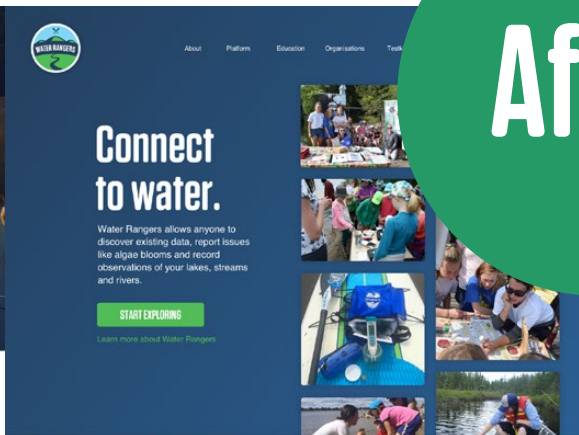 WATER RANGERS
About Platform Education Organisations Testk
Af
Connect
to water.
Water Rangers allows anyone to
discover existing data, report issues
like algae blooms and record
observations of your lakes, streams
and rivers.
START EXPLORING
Learn more about Water Rangers